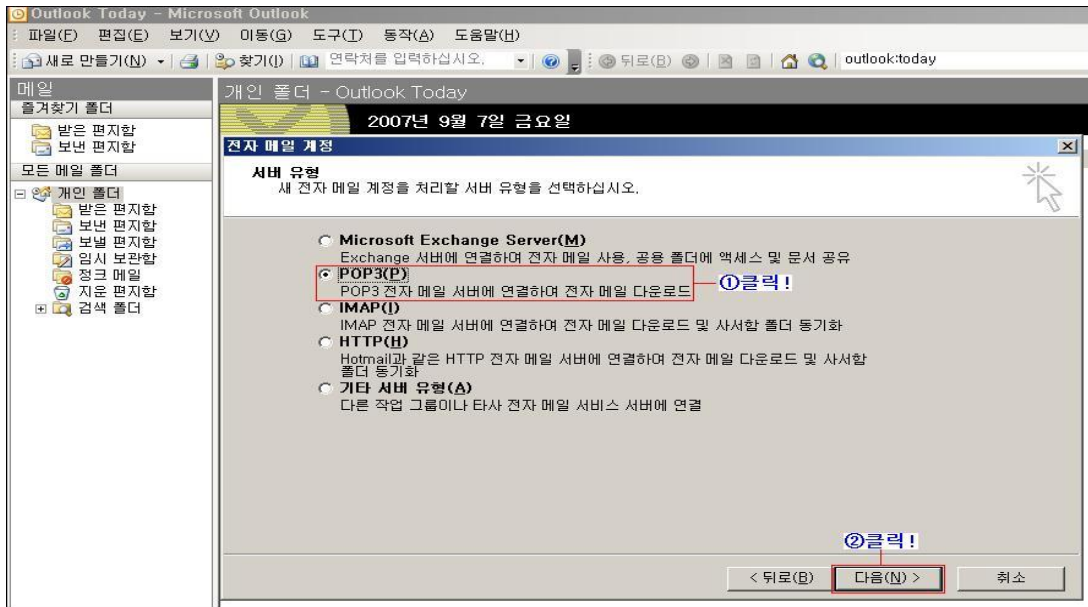 Outlook Today - Microsoft Outlook
파일(F) 편집(E) 보기(V) 이동(G) 도구(T) 동작(A) 도움말(H)
새로 만들기(N) 찾기(I) 연락처를 입력하십시오. 뒤로(B) outlook:today
메일
즐겨찾기 폴더
받은 편지함
보낸 편지함
모든 메일 폴더
개인 폴더
받은 편지함
보낸 편지함
보낼 편지함
임시 보관함
정크 메일
지운 편지함
검색 폴더
개인 폴더 - Outlook Today
2007년 9월 7일 금요일
전자 메일 계정
서버 유형
새 전자 메일 계정을 처리할 서버 유형을 선택하십시오.
Microsoft Exchange Server(M)
Exchange 서버에 연결하여 전자 메일 사용, 공용 폴더에 액세스 및 문서 공유
POP3(P)
POP3 전자 메일 서버에 연결하여 전자 메일 다운로드
①클릭!
IMAP(I)
IMAP 전자 메일 서버에 연결하여 전자 메일 다운로드 및 사서함 폴더 동기화
HTTP(H)
Hotmail과 같은 HTTP 전자 메일 서버에 연결하여 전자 메일 다운로드 및 사서함
폴더 동기화
기타 서버 유형(A)
다른 작업 그룹이나 타사 전자 메일 서비스 서버에 연결
②클릭!
< 뒤로(B) 다음(N) > 취소